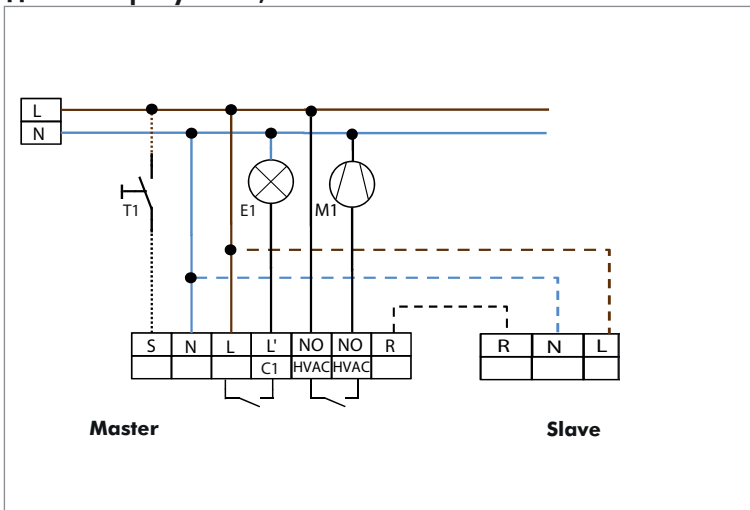 L
N
T1 E1 M1
S N L L' NO NO R
C1 HVAC HVAC
R N L
Master Slave